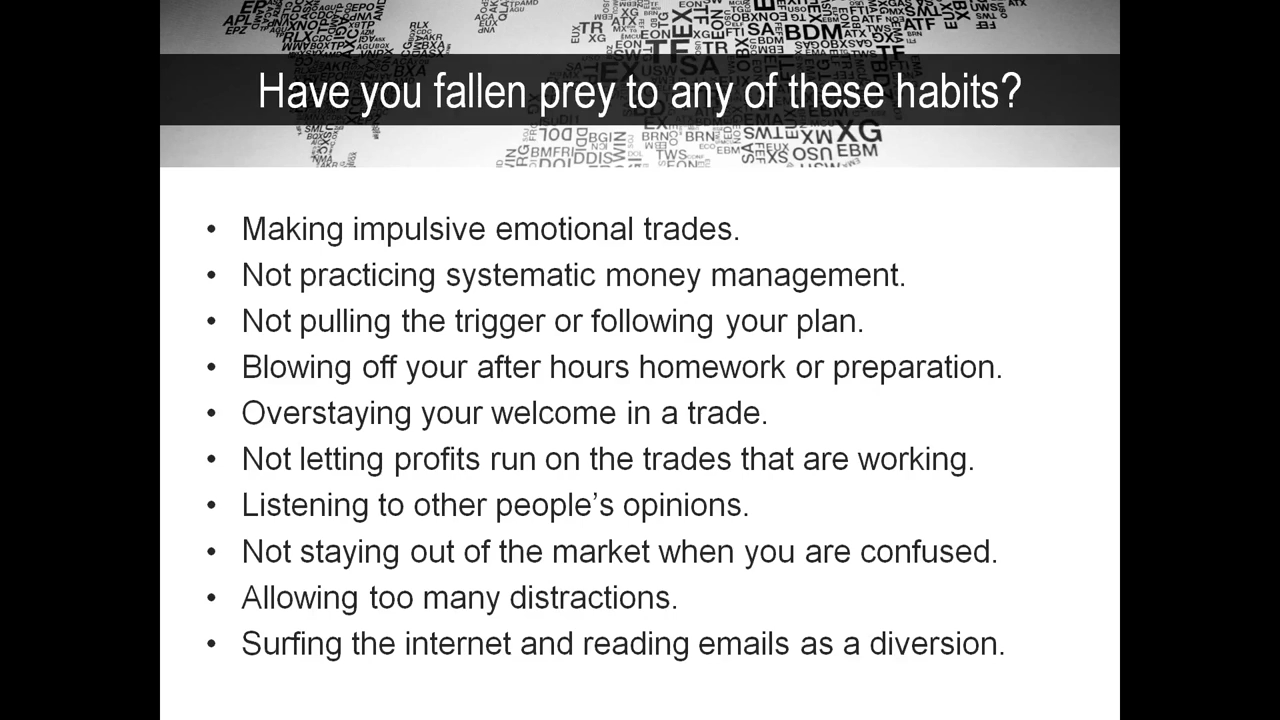 Have you fallen prey to any of these habits?
• Making impulsive emotional trades.
• Not practicing systematic money management.
• Not pulling the trigger or following your plan.
• Blowing off your after hours homework or preparation.
• Overstaying your welcome in a trade.
• Not letting profits run on the trades that are working.
• Listening to other people’s opinions.
• Not staying out of the market when you are confused.
• Allowing too many distractions.
• Surfing the internet and reading emails as a diversion.